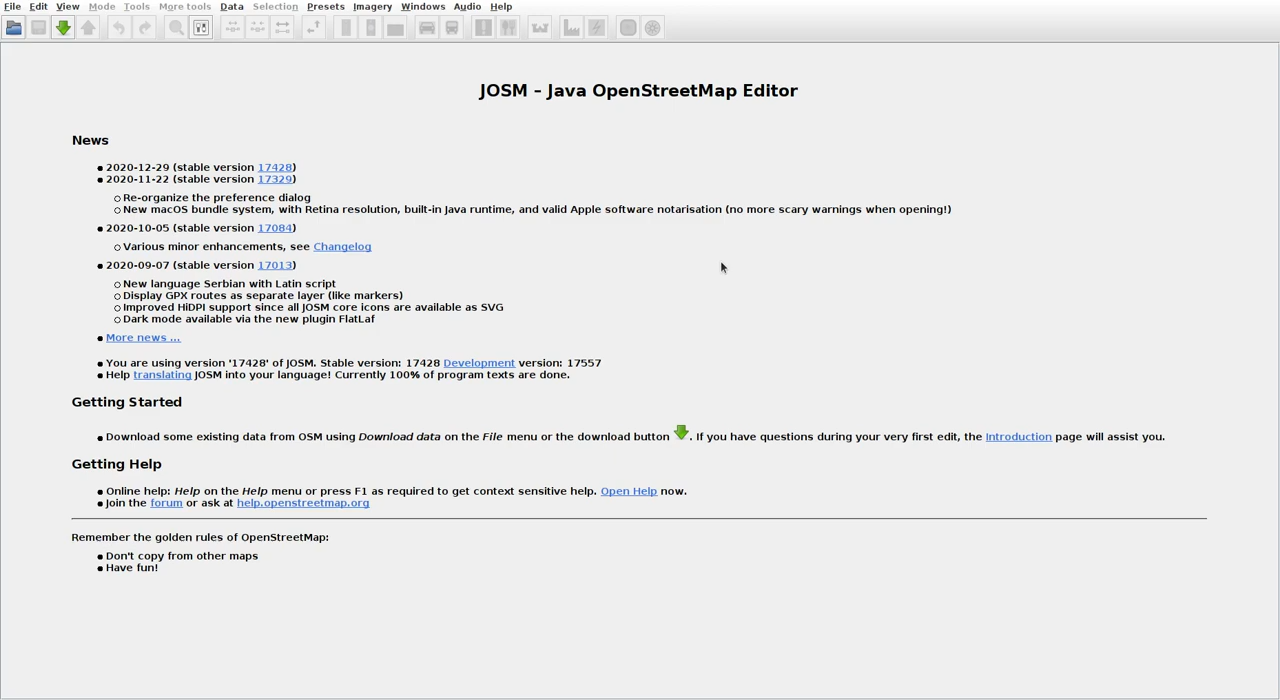 File Edit View Mode Tools More tools Data Selection Presets Imagery Windows Audio Help
JOSM – Java OpenStreetMap Editor
News
2020-12-29 (stable version 17428)
2020-11-22 (stable version 17329)
Re-organize the preference dialog
New macOS bundle system, with Retina resolution, built-in Java runtime, and valid Apple software notarisation (no more scary warnings when opening!)
2020-10-05 (stable version 17084)
Various minor enhancements, see Changelog
2020-09-07 (stable version 17013)
New language Serbian with Latin script
Display GPX routes as separate layer (like markers)
Improved HiDPI support since all JOSM core icons are available as SVG
Dark mode available via the new plugin FlatLaf
More news ...
You are using version '17428' of JOSM. Stable version: 17428 Development version: 17557
Help translating JOSM into your language! Currently 100% of program texts are done.
Getting Started
Download some existing data from OSM using Download data on the File menu or the download button . If you have questions during your very first edit, the Introduction page will assist you.
Getting Help
Online help: Help on the Help menu or press F1 as required to get context sensitive help. Open Help now.
Join the forum or ask at help.openstreetmap.org
Remember the golden rules of OpenStreetMap:
Don't copy from other maps
Have fun!